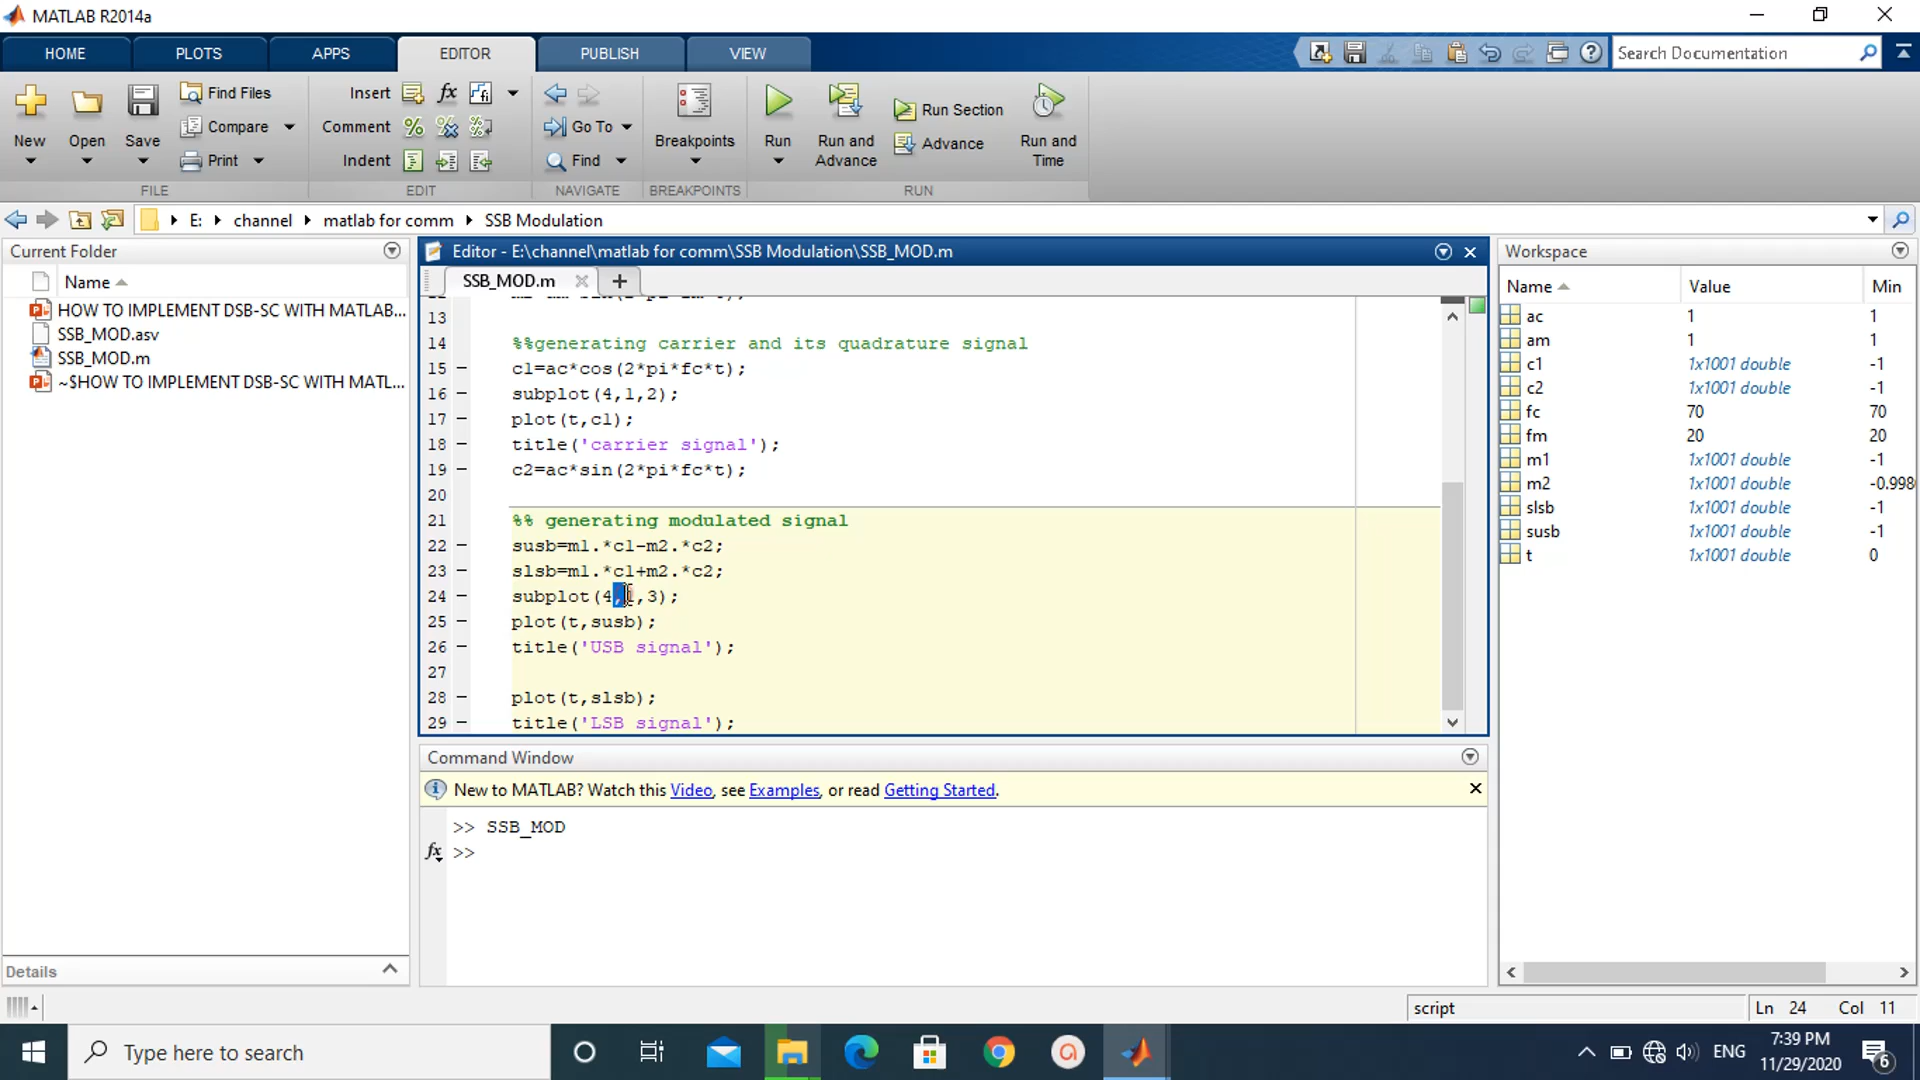 MATLAB R2014a
HOME PLOTS APPS EDITOR PUBLISH VIEW Search Documentation
Find Files Insert fx
Compare Comment Go To Run Section
Print Indent Find Advance
New Open Save Breakpoints Run Run and Advance Run and Time
FILE EDIT NAVIGATE BREAKPOINTS RUN
E: channel matlab for comm SSB Modulation
Current Folder
Name
HOW TO IMPLEMENT DSB-SC WITH MATLAB...
SSB_MOD.asv
SSB_MOD.m
~$HOW TO IMPLEMENT DSB-SC WITH MATL...
Details
Editor - E:\channel\matlab for comm\SSB Modulation\SSB_MOD.m
SSB_MOD.m
13
14 %%generating carrier and its quadrature signal
15 c1=ac*cos(2*pi*fc*t);
16 subplot(4,1,2);
17 plot(t,c1);
18 title('carrier signal');
19 c2=ac*sin(2*pi*fc*t);
20
21 %% generating modulated signal
22 susb=m1.*c1-m2.*c2;
23 slsb=m1.*c1+m2.*c2;
24 subplot(4,1,3);
25 plot(t,susb);
26 title('USB signal');
27
28 plot(t,slsb);
29 title('LSB signal');
Command Window
New to MATLAB? Watch this Video, see Examples, or read Getting Started.
>> SSB_MOD
fx >>
Workspace
Name Value Min
ac 1 1
am 1 1
c1 1x1001 double -1
c2 1x1001 double -1
fc 70 70
fm 20 20
m1 1x1001 double -1
m2 1x1001 double -0.998
slsb 1x1001 double -1
susb 1x1001 double -1
t 1x1001 double 0
script Ln 24 Col 11
Type here to search
ENG
7:39 PM
11/29/2020
6